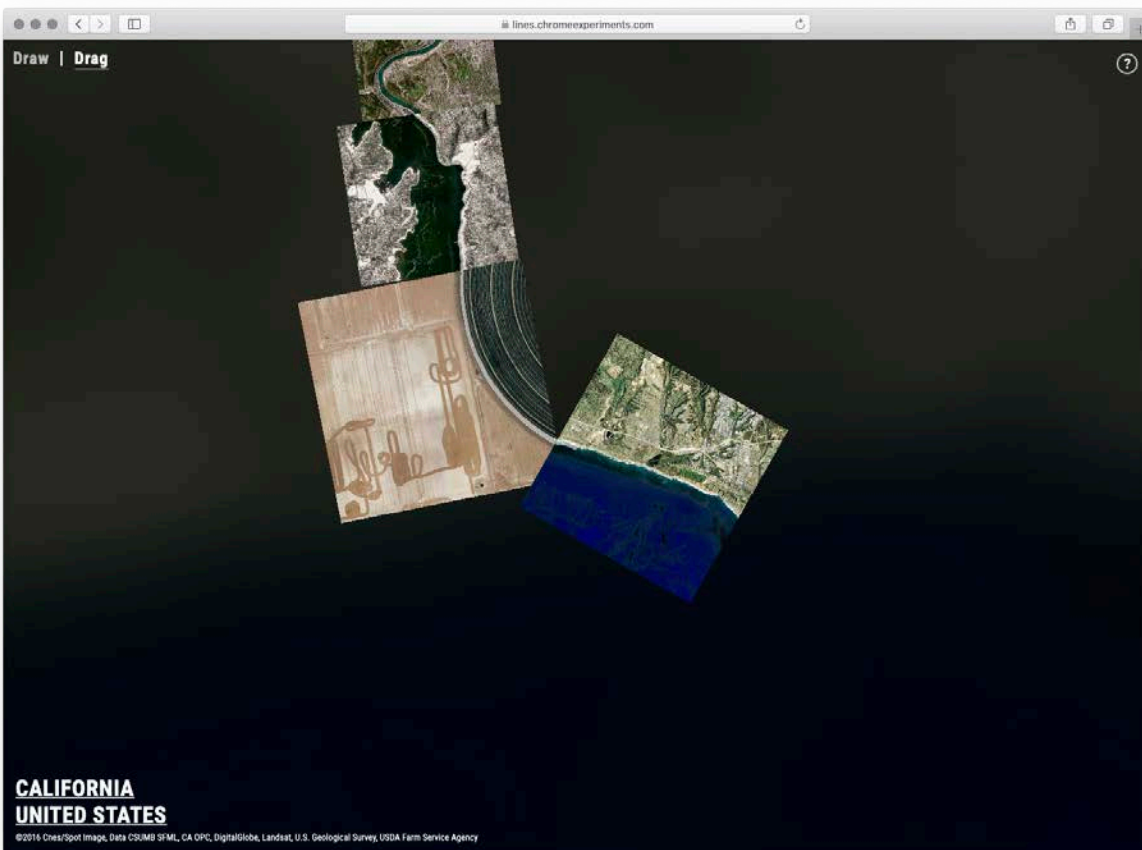 lines.chromeexperiments.com
Draw | Drag
?
CALIFORNIA
UNITED STATES
©2016 Cnes/Spot Image, Data CSUMB SFML, CA OPC, DigitalGlobe, Landsat, U.S. Geological Survey, USDA Farm Service Agency